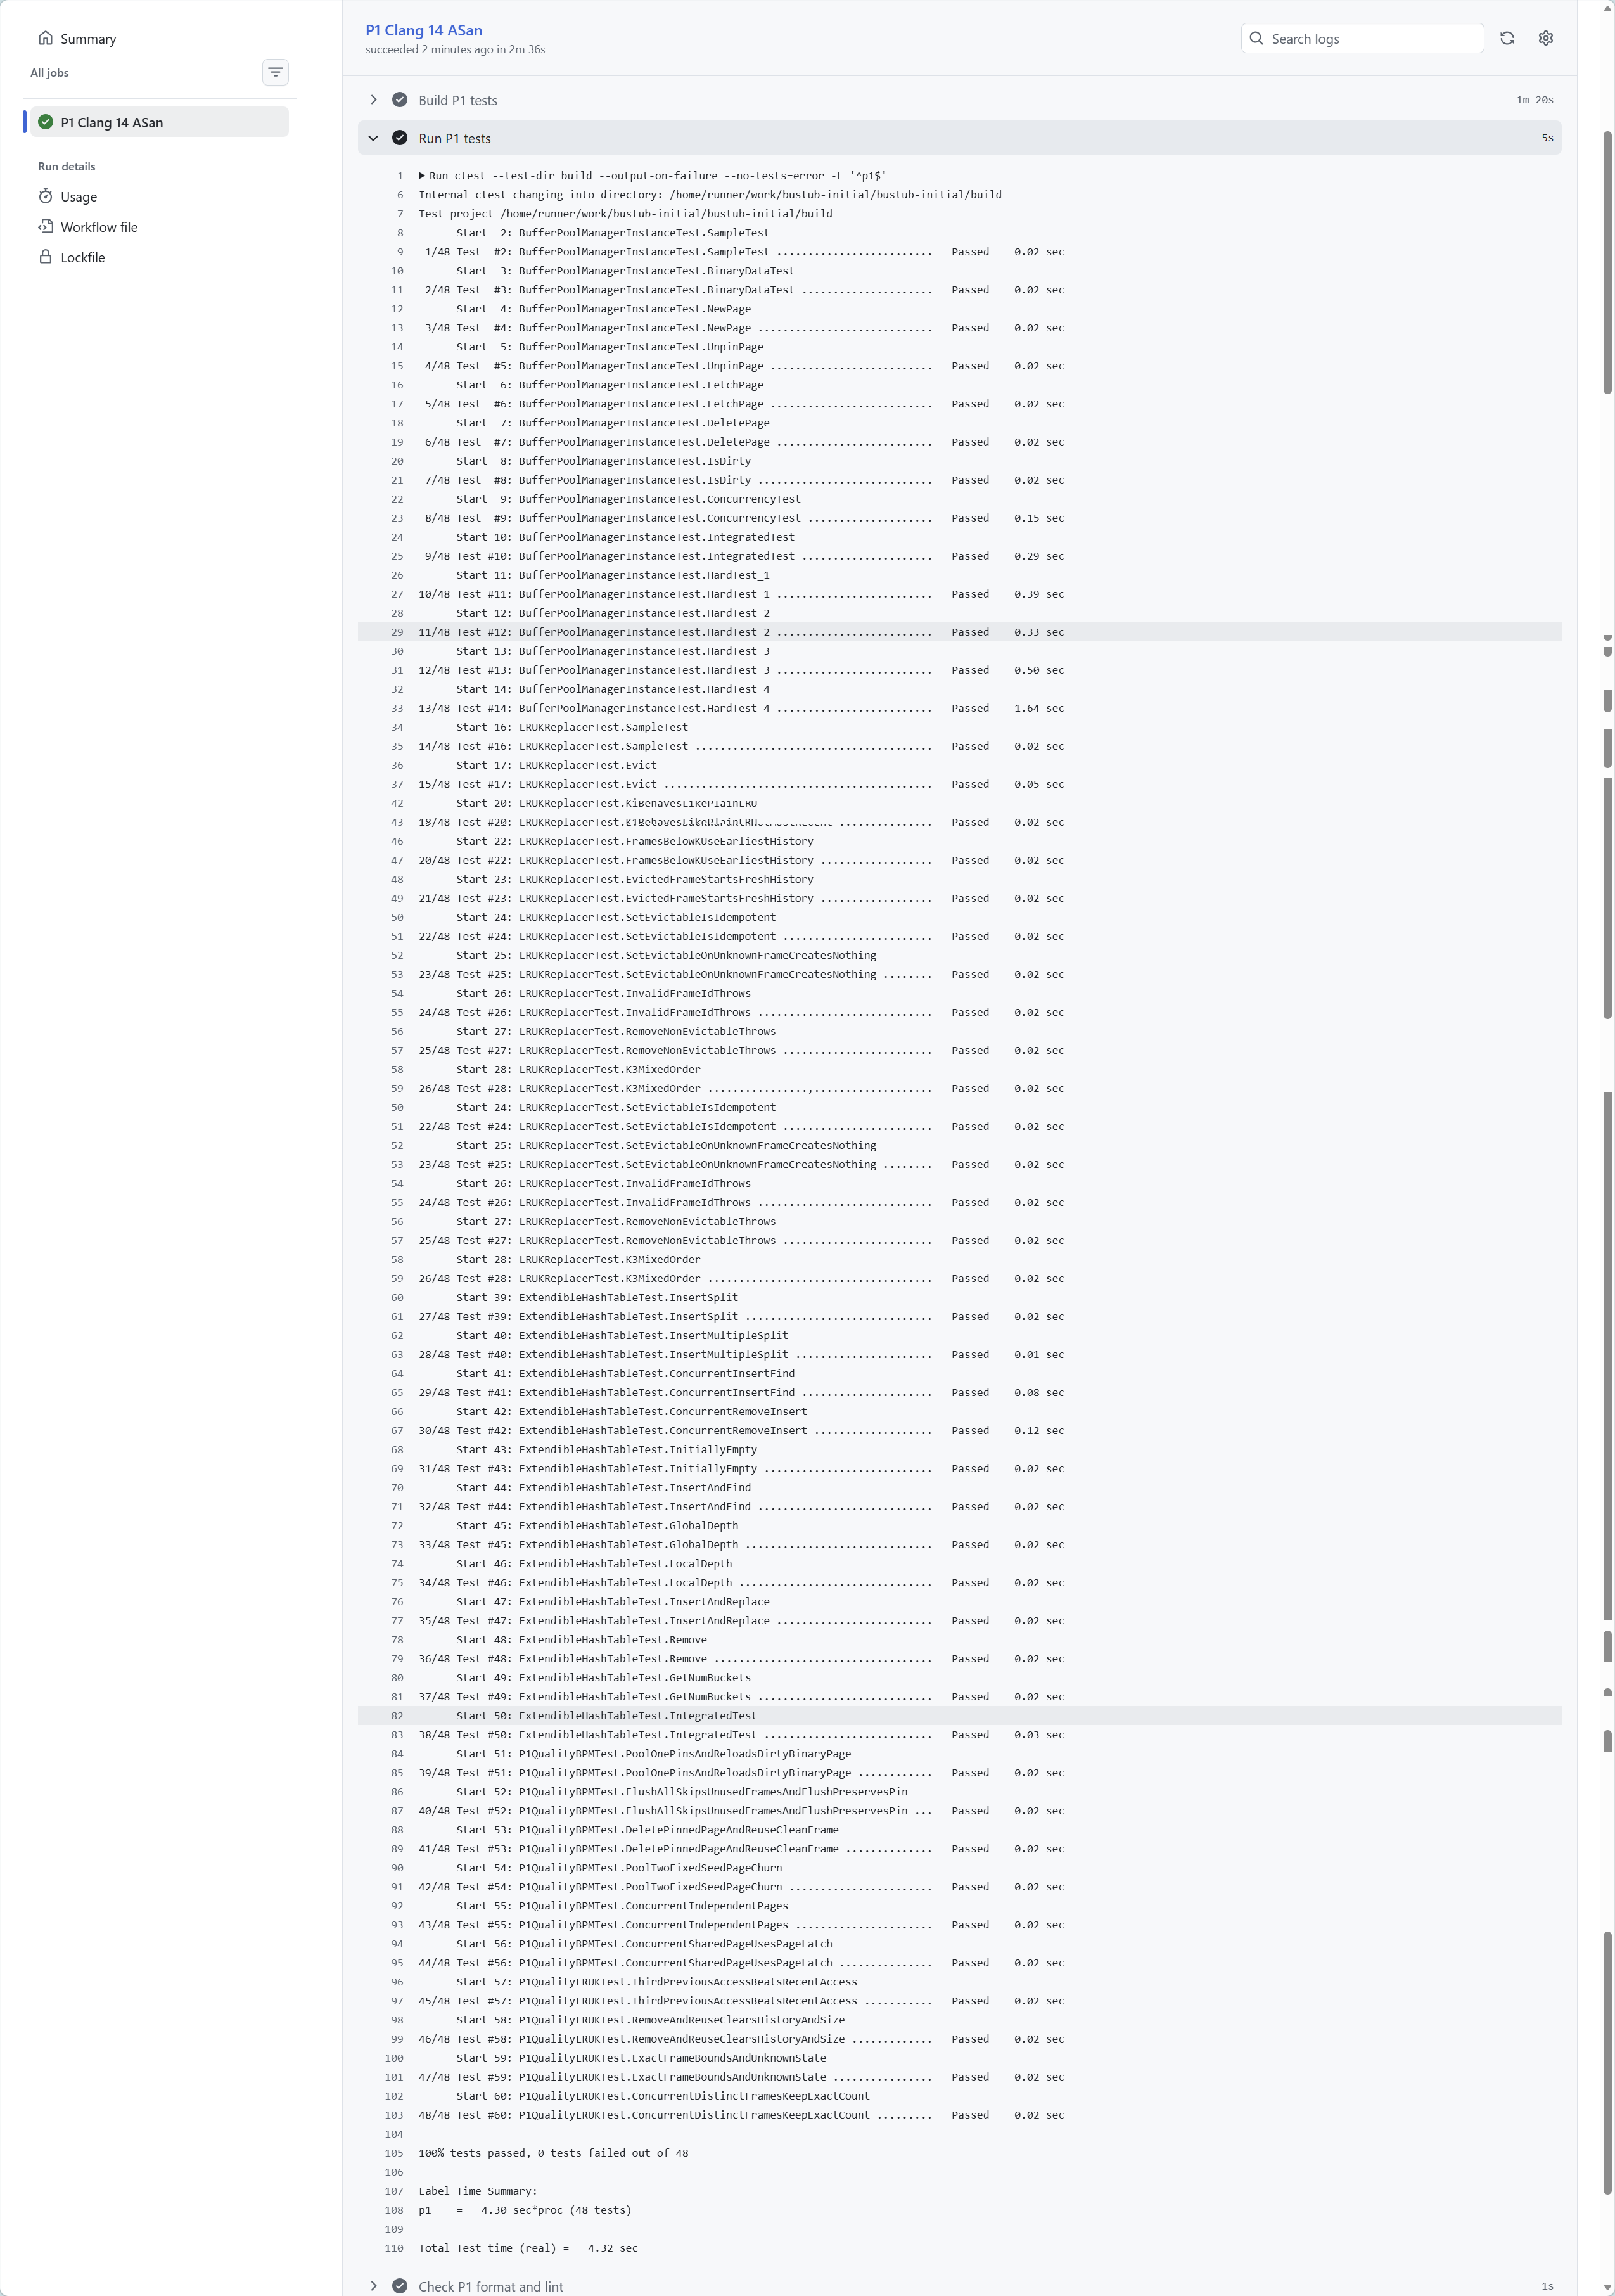 Summary
All jobs
P1 Clang 14 ASan
Run details
Usage
Workflow file
Lockfile
P1 Clang 14 ASan
succeeded 2 minutes ago in 2m 36s
Search logs
Build P1 tests 1m 20s
Run P1 tests 5s
1 Run ctest --test-dir build --output-on-failure --no-tests=error -L '^p1$'
6 Internal ctest changing into directory: /home/runner/work/bustub-initial/bustub-initial/build
7 Test project /home/runner/work/bustub-initial/bustub-initial/build
8 Start 2: BufferPoolManagerInstanceTest.SampleTest
9 1/48 Test #2: BufferPoolManagerInstanceTest.SampleTest ......................... Passed 0.02 sec
10 Start 3: BufferPoolManagerInstanceTest.BinaryDataTest
11 2/48 Test #3: BufferPoolManagerInstanceTest.BinaryDataTest ..................... Passed 0.02 sec
12 Start 4: BufferPoolManagerInstanceTest.NewPage
13 3/48 Test #4: BufferPoolManagerInstanceTest.NewPage ............................ Passed 0.02 sec
14 Start 5: BufferPoolManagerInstanceTest.UnpinPage
15 4/48 Test #5: BufferPoolManagerInstanceTest.UnpinPage .......................... Passed 0.02 sec
16 Start 6: BufferPoolManagerInstanceTest.FetchPage
17 5/48 Test #6: BufferPoolManagerInstanceTest.FetchPage .......................... Passed 0.02 sec
18 Start 7: BufferPoolManagerInstanceTest.DeletePage
19 6/48 Test #7: BufferPoolManagerInstanceTest.DeletePage ......................... Passed 0.02 sec
20 Start 8: BufferPoolManagerInstanceTest.IsDirty
21 7/48 Test #8: BufferPoolManagerInstanceTest.IsDirty ............................ Passed 0.02 sec
22 Start 9: BufferPoolManagerInstanceTest.ConcurrencyTest
23 8/48 Test #9: BufferPoolManagerInstanceTest.ConcurrencyTest .................... Passed 0.15 sec
24 Start 10: BufferPoolManagerInstanceTest.IntegratedTest
25 9/48 Test #10: BufferPoolManagerInstanceTest.IntegratedTest ..................... Passed 0.29 sec
26 Start 11: BufferPoolManagerInstanceTest.HardTest_1
27 10/48 Test #11: BufferPoolManagerInstanceTest.HardTest_1 ......................... Passed 0.39 sec
28 Start 12: BufferPoolManagerInstanceTest.HardTest_2
29 11/48 Test #12: BufferPoolManagerInstanceTest.HardTest_2 ......................... Passed 0.33 sec
30 Start 13: BufferPoolManagerInstanceTest.HardTest_3
31 12/48 Test #13: BufferPoolManagerInstanceTest.HardTest_3 ......................... Passed 0.50 sec
32 Start 14: BufferPoolManagerInstanceTest.HardTest_4
33 13/48 Test #14: BufferPoolManagerInstanceTest.HardTest_4 ......................... Passed 1.64 sec
34 Start 16: LRUKReplacerTest.SampleTest
35 14/48 Test #16: LRUKReplacerTest.SampleTest ...................................... Passed 0.02 sec
36 Start 17: LRUKReplacerTest.Evict
37 15/48 Test #17: LRUKReplacerTest.Evict ........................................... Passed 0.05 sec
42 Start 20: LRUKReplacerTest.K1BehavesLikePlainLRU
43 Test #20: ............... Passed 0.02 sec
46 Start 22: LRUKReplacerTest.FramesBelowKUseEarliestHistory
47 20/48 Test #22: LRUKReplacerTest.FramesBelowKUseEarliestHistory .................. Passed 0.02 sec
48 Start 23: LRUKReplacerTest.EvictedFrameStartsFreshHistory
49 21/48 Test #23: LRUKReplacerTest.EvictedFrameStartsFreshHistory .................. Passed 0.02 sec
50 Start 24: LRUKReplacerTest.SetEvictableIsIdempotent
51 22/48 Test #24: LRUKReplacerTest.SetEvictableIsIdempotent ........................ Passed 0.02 sec
52 Start 25: LRUKReplacerTest.SetEvictableOnUnknownFrameCreatesNothing
53 23/48 Test #25: LRUKReplacerTest.SetEvictableOnUnknownFrameCreatesNothing ........ Passed 0.02 sec
54 Start 26: LRUKReplacerTest.InvalidFrameIdThrows
55 24/48 Test #26: LRUKReplacerTest.InvalidFrameIdThrows ............................ Passed 0.02 sec
56 Start 27: LRUKReplacerTest.RemoveNonEvictableThrows
57 25/48 Test #27: LRUKReplacerTest.RemoveNonEvictableThrows ........................ Passed 0.02 sec
58 Start 28: LRUKReplacerTest.K3MixedOrder
59 26/48 Test #28: LRUKReplacerTest.K3MixedOrder .................................... Passed 0.02 sec
50 Start 24: LRUKReplacerTest.SetEvictableIsIdempotent
51 22/48 Test #24: LRUKReplacerTest.SetEvictableIsIdempotent ........................ Passed 0.02 sec
52 Start 25: LRUKReplacerTest.SetEvictableOnUnknownFrameCreatesNothing
53 23/48 Test #25: LRUKReplacerTest.SetEvictableOnUnknownFrameCreatesNothing ........ Passed 0.02 sec
54 Start 26: LRUKReplacerTest.InvalidFrameIdThrows
55 24/48 Test #26: LRUKReplacerTest.InvalidFrameIdThrows ............................ Passed 0.02 sec
56 Start 27: LRUKReplacerTest.RemoveNonEvictableThrows
57 25/48 Test #27: LRUKReplacerTest.RemoveNonEvictableThrows ........................ Passed 0.02 sec
58 Start 28: LRUKReplacerTest.K3MixedOrder
59 26/48 Test #28: LRUKReplacerTest.K3MixedOrder .................................... Passed 0.02 sec
60 Start 39: ExtendibleHashTableTest.InsertSplit
61 27/48 Test #39: ExtendibleHashTableTest.InsertSplit .............................. Passed 0.02 sec
62 Start 40: ExtendibleHashTableTest.InsertMultipleSplit
63 28/48 Test #40: ExtendibleHashTableTest.InsertMultipleSplit ...................... Passed 0.01 sec
64 Start 41: ExtendibleHashTableTest.ConcurrentInsertFind
65 29/48 Test #41: ExtendibleHashTableTest.ConcurrentInsertFind ..................... Passed 0.08 sec
66 Start 42: ExtendibleHashTableTest.ConcurrentRemoveInsert
67 30/48 Test #42: ExtendibleHashTableTest.ConcurrentRemoveInsert ................... Passed 0.12 sec
68 Start 43: ExtendibleHashTableTest.InitiallyEmpty
69 31/48 Test #43: ExtendibleHashTableTest.InitiallyEmpty ........................... Passed 0.02 sec
70 Start 44: ExtendibleHashTableTest.InsertAndFind
71 32/48 Test #44: ExtendibleHashTableTest.InsertAndFind ............................ Passed 0.02 sec
72 Start 45: ExtendibleHashTableTest.GlobalDepth
73 33/48 Test #45: ExtendibleHashTableTest.GlobalDepth .............................. Passed 0.02 sec
74 Start 46: ExtendibleHashTableTest.LocalDepth
75 34/48 Test #46: ExtendibleHashTableTest.LocalDepth ............................... Passed 0.02 sec
76 Start 47: ExtendibleHashTableTest.InsertAndReplace
77 35/48 Test #47: ExtendibleHashTableTest.InsertAndReplace ......................... Passed 0.02 sec
78 Start 48: ExtendibleHashTableTest.Remove
79 36/48 Test #48: ExtendibleHashTableTest.Remove ................................... Passed 0.02 sec
80 Start 49: ExtendibleHashTableTest.GetNumBuckets
81 37/48 Test #49: ExtendibleHashTableTest.GetNumBuckets ............................ Passed 0.02 sec
82 Start 50: ExtendibleHashTableTest.IntegratedTest
83 38/48 Test #50: ExtendibleHashTableTest.IntegratedTest ........................... Passed 0.03 sec
84 Start 51: P1QualityBPMTest.PoolOnePinsAndReloadsDirtyBinaryPage
85 39/48 Test #51: P1QualityBPMTest.PoolOnePinsAndReloadsDirtyBinaryPage ............ Passed 0.02 sec
86 Start 52: P1QualityBPMTest.FlushAllSkipsUnusedFramesAndFlushPreservesPin
87 40/48 Test #52: P1QualityBPMTest.FlushAllSkipsUnusedFramesAndFlushPreservesPin ... Passed 0.02 sec
88 Start 53: P1QualityBPMTest.DeletePinnedPageAndReuseCleanFrame
89 41/48 Test #53: P1QualityBPMTest.DeletePinnedPageAndReuseCleanFrame .............. Passed 0.02 sec
90 Start 54: P1QualityBPMTest.PoolTwoFixedSeedPageChurn
91 42/48 Test #54: P1QualityBPMTest.PoolTwoFixedSeedPageChurn ....................... Passed 0.02 sec
92 Start 55: P1QualityBPMTest.ConcurrentIndependentPages
93 43/48 Test #55: P1QualityBPMTest.ConcurrentIndependentPages ...................... Passed 0.02 sec
94 Start 56: P1QualityBPMTest.ConcurrentSharedPageUsesPageLatch
95 44/48 Test #56: P1QualityBPMTest.ConcurrentSharedPageUsesPageLatch ............... Passed 0.02 sec
96 Start 57: P1QualityLRUKTest.ThirdPreviousAccessBeatsRecentAccess
97 45/48 Test #57: P1QualityLRUKTest.ThirdPreviousAccessBeatsRecentAccess ........... Passed 0.02 sec
98 Start 58: P1QualityLRUKTest.RemoveAndReuseClearsHistoryAndSize
99 46/48 Test #58: P1QualityLRUKTest.RemoveAndReuseClearsHistoryAndSize ............. Passed 0.02 sec
100 Start 59: P1QualityLRUKTest.ExactFrameBoundsAndUnknownState
101 47/48 Test #59: P1QualityLRUKTest.ExactFrameBoundsAndUnknownState ................ Passed 0.02 sec
102 Start 60: P1QualityLRUKTest.ConcurrentDistinctFramesKeepExactCount
103 48/48 Test #60: P1QualityLRUKTest.ConcurrentDistinctFramesKeepExactCount ......... Passed 0.02 sec
104
105 100% tests passed, 0 tests failed out of 48
106
107 Label Time Summary:
108 p1 = 4.30 sec*proc (48 tests)
109
110 Total Test time (real) = 4.32 sec
Check P1 format and lint 1s